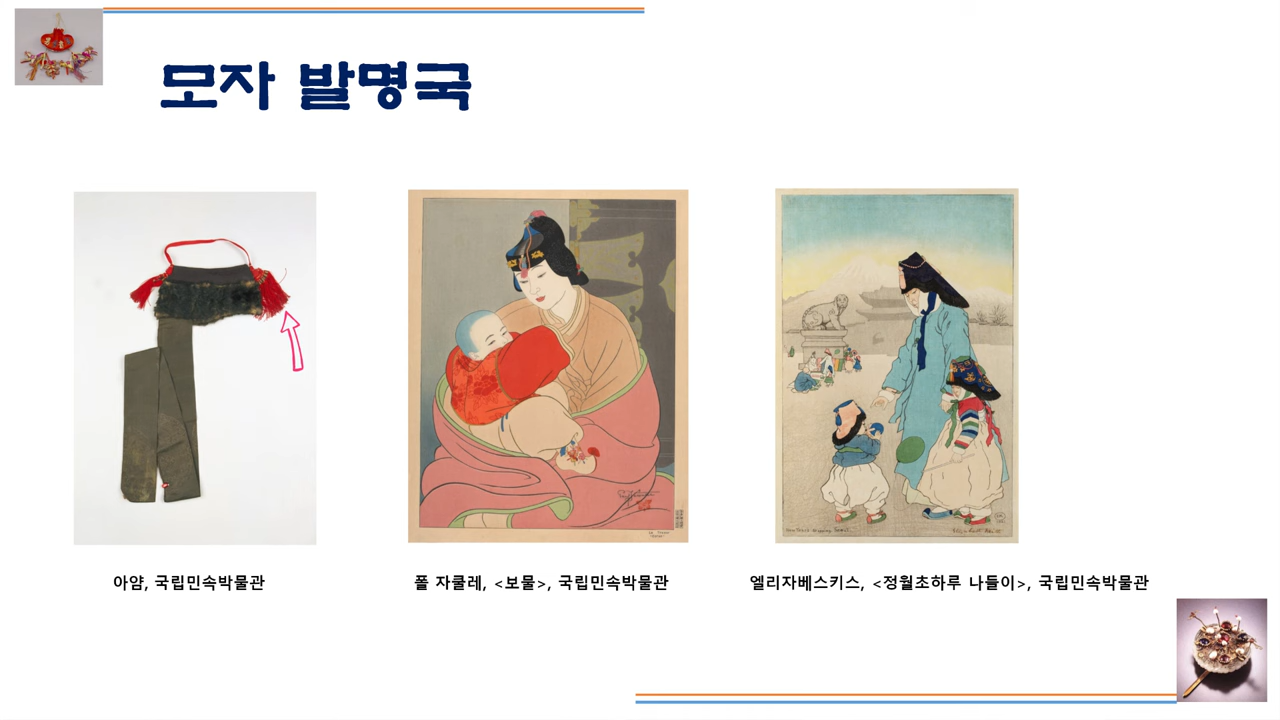 모자 발명국
아얌, 국립민속박물관
폴 자쿨레, <보물>, 국립민속박물관
엘리자베스키스, <정월초하루 나들이>, 국립민속박물관